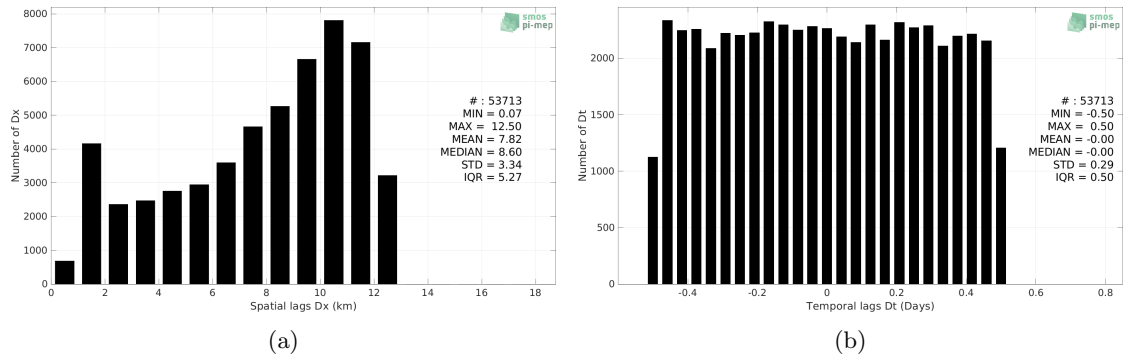 8000
7000
6000
5000
4000
3000
2000
1000
0
Number of Dx
0 2 4 6 8 10 12 14 16 18
Spatial lags Dx (km)
smos
pi-mep
# : 53713
MIN = 0.07
MAX = 12.50
MEAN = 7.82
MEDIAN = 8.60
STD = 3.34
IQR = 5.27
(a)
2000
1500
1000
500
0
Number of Dt
-0.4 -0.2 0 0.2 0.4 0.6 0.8
Temporal lags Dt (Days)
smos
pi-mep
# : 53713
MIN = -0.50
MAX = 0.50
MEAN = -0.00
MEDIAN = -0.00
STD = 0.29
IQR = 0.50
(b)